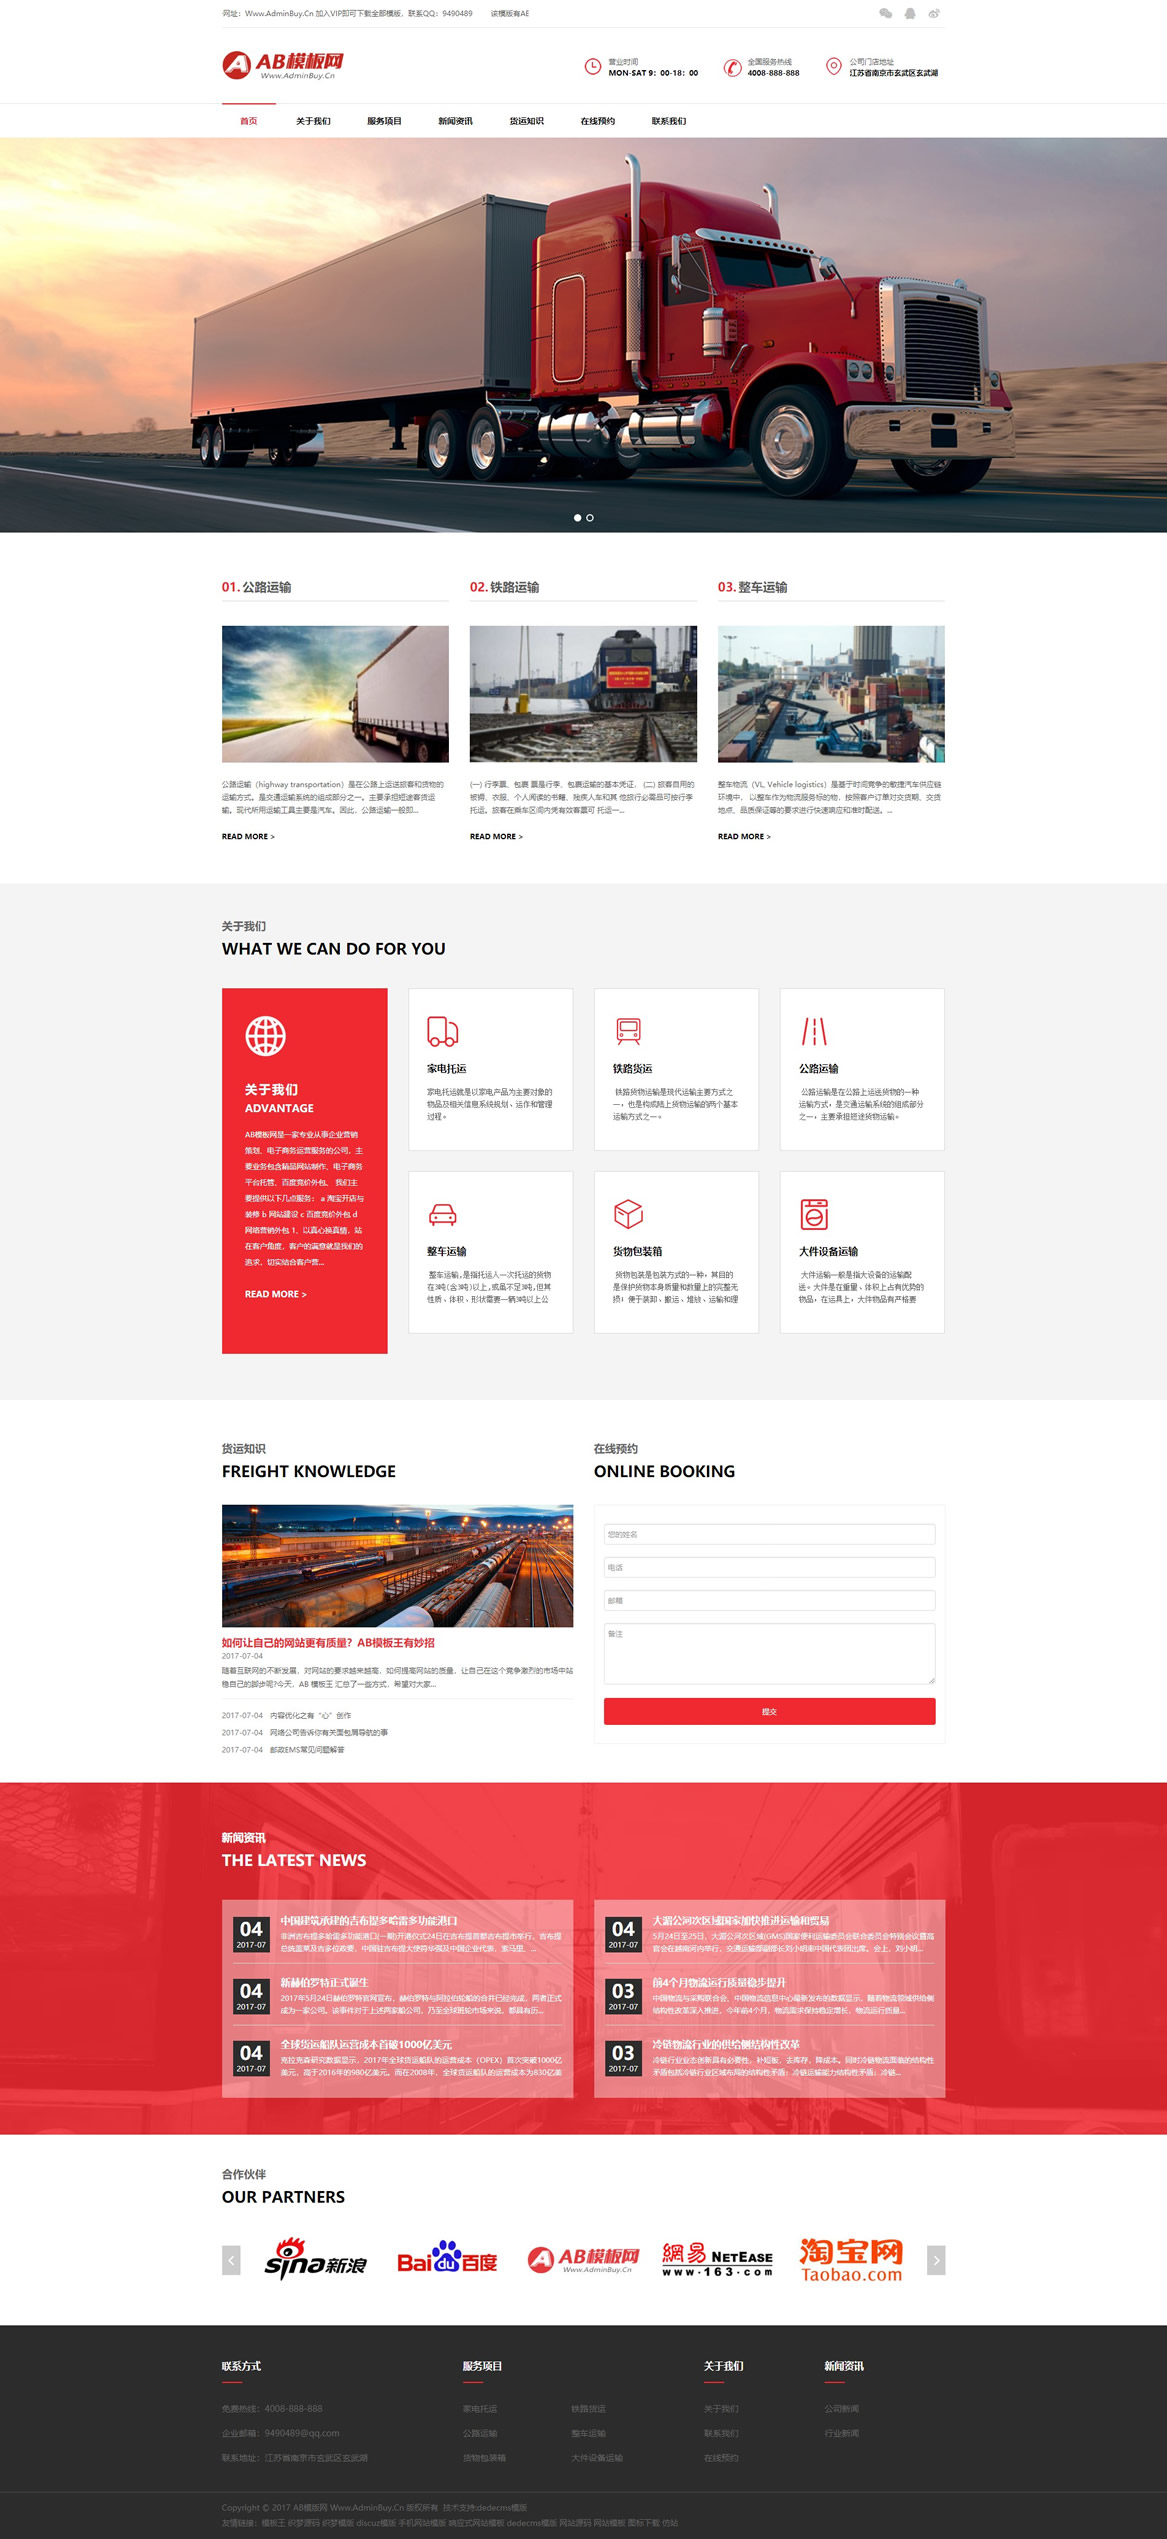 网址：Www.AdminBuy.Cn 加入VIP即可下载全部模版，联系QQ：9490489 该模版有AE
AB模板网
Www.AdminBuy.Cn
营业时间
MON-SAT 9：00-18：00
全国服务热线
4008-888-888
公司门店地址
江苏省南京市玄武区玄武湖
首页 关于我们 服务项目 新闻资讯 货运知识 在线预约 联系我们
01. 公路运输
公路运输（highway transportation）是在公路上运送旅客和货物的
运输方式。是交通运输系统的组成部分之一。主要承担短途客货运
输。现代所用运输工具主要是汽车。因此，公路运输一般即...
READ MORE >
02. 铁路运输
(一) 行李票、包裹 票是行李、包裹运输的基本凭证． (二) 旅客自用的
被褥、衣服、个人阅读的书籍、残疾人车和其 他旅行必需品可按行李
托运。旅客在乘车区间内凭有效客票可 托运一...
READ MORE >
03. 整车运输
整车物流（VL, Vehicle logistics）是基于时间竞争的敏捷汽车供应链
环境中， 以整车作为物流服务标的物，按照客户订单对交货期、交货
地点、品质保证等的要求进行快速响应和准时配送。...
READ MORE >
关于我们
WHAT WE CAN DO FOR YOU
关于我们
ADVANTAGE
AB模板网是一家专业从事企业营销
策划、电子商务运营服务的公司，主
要业务包含精品网站制作、电子商务
平台托管、百度竞价外包、 我们主
要提供以下几点服务： a 淘宝开店与
装修 b 网站建设 c 百度竞价外包 d
网络营销外包 1、以真心换真情，站
在客户角度，客户的满意就是我们的
追求，切实结合客户营...
READ MORE >
家电托运
家电托运就是以家电产品为主要对象的
物品及相关信息系统规划、运作和管理
过程。
铁路货运
铁路货物运输是现代运输主要方式之
一，也是构成陆上货物运输的两个基本
运输方式之一。
公路运输
公路运输是在公路上运送货物的一种
运输方式，是交通运输系统的组成部分
之一，主要承担短途货物运输。
整车运输
整车运输,是指托运人一次托运的货物
在3吨(含3吨)以上,或虽不足3吨,但其
性质、体积、形状需要一辆3吨以上公
货物包装箱
货物包装是包装方式的一种，其目的
是保护货物本身质量和数量上的完整无
损；便于装卸、搬运、堆放、运输和理
大件设备运输
大件运输一般是指大设备的运输配
送。大件是在重量、体积上占有优势的
物品，在运具上，大件物品有严格要
货运知识
FREIGHT KNOWLEDGE
如何让自己的网站更有质量？AB模板王有妙招
2017-07-04
随着互联网的不断发展，对网站的要求越来越高，如何提高网站的质量，让自己在这个竞争激烈的市场中站
稳自己的脚步呢?今天，AB 模板王 汇总了一些方式，希望对大家...
2017-07-04 内容优化之有“心”创作
2017-07-04 网络公司告诉你有关面包屑导航的事
2017-07-04 邮政EMS常见问题解答
在线预约
ONLINE BOOKING
您的姓名
电话
邮箱
备注
提交
新闻资讯
THE LATEST NEWS
04
2017-07
中国建筑承建的吉布提多哈雷多功能港口
非洲吉布提多哈雷多功能港口(一期)开港仪式24日在吉布提首都吉布提市举行，吉布提
总统盖莱及吉多位政要、中国驻吉布提大使符华强及中国企业代表、索马里、...
04
2017-07
新赫伯罗特正式诞生
2017年5月24日赫伯罗特官网宣布，赫伯罗特与阿拉伯轮船的合并已经完成，两者正式
成为一家公司。该事件对于上述两家船公司，乃至全球班轮市场来说，都具有历...
04
2017-07
全球货运船队运营成本首破1000亿美元
克拉克森研究数据显示，2017年全球货运船队的运营成本（OPEX）首次突破1000亿
美元，高于2016年的980亿美元。而在2008年，全球货运船队的运营成本为830亿美
04
2017-07
大湄公河次区域国家加快推进运输和贸易
5月24日至25日，大湄公河次区域(GMS)国家便利运输委员会联合委员会特别会议暨高
官会在越南河内举行，交通运输部副部长刘小明率中国代表团出席。会上，刘小明...
03
2017-07
前4个月物流运行质量稳步提升
中国物流与采购联合会、中国物流信息中心最新发布的数据显示，随着物流领域供给侧
结构性改革深入推进，今年前4个月，物流需求保持稳定增长，物流运行质量...
03
2017-07
冷链物流行业的供给侧结构性改革
冷链行业业态创新具有必要性，补短板，去库存，降成本。同时冷链物流面临的结构性
矛盾包括冷链行业区域布局的结构性矛盾；冷链运输能力结构性矛盾；冷链...
合作伙伴
OUR PARTNERS
sina新浪
Bai du 百度
AB模板网
Www.AdminBuy.Cn
網易 NETEASE
www.163.com
淘宝网
Taobao.com
联系方式
免费热线：4008-888-888
企业邮箱：9490489@qq.com
联系地址：江苏省南京市玄武区玄武湖
服务项目
家电托运 铁路货运
公路运输 整车运输
货物包装箱 大件设备运输
关于我们
关于我们
联系我们
在线预约
新闻资讯
公司新闻
行业新闻
Copyright © 2017 AB模版网 Www.AdminBuy.Cn 版权所有 技术支持:dedecms模版
友情链接：模板王 织梦源码 织梦模版 discuz模版 手机网站模版 响应式网站模板 dedecms模版 网站源码 网站模板 图标下载 仿站